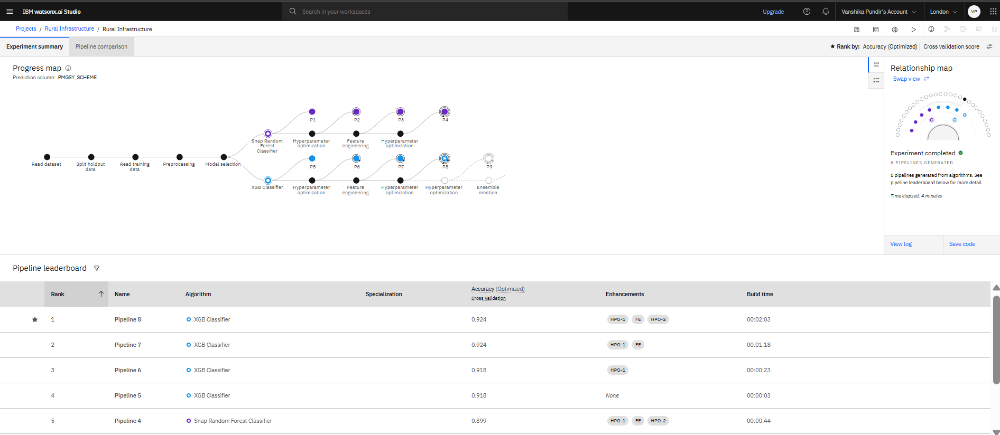 IBM watsonx.ai Studio
Search in your workspaces
Upgrade
Vanshika Pundir's Account
London
VP
Projects / Rural Infrastructure / Rural Infrastructure
Experiment summary
Pipeline comparison
Rank by: Accuracy (Optimized) | Cross validation score
Progress map
Prediction column: PMGSY_SCHEME
P1
P2
P3
P4
Snap Random
Forest
Classifier
Hyperparameter
optimization
Feature
engineering
Hyperparameter
optimization
Read dataset
Split holdout
data
Read training
data
Preprocessing
Model selection
P5
P6
P7
P8
P9
XGB Classifier
Hyperparameter
optimization
Feature
engineering
Hyperparameter
optimization
Hyperparameter
optimization
Ensemble
creation
Relationship map
Swap view
Experiment completed
8 PIPELINES GENERATED
8 pipelines generated from algorithms. See
pipeline leaderboard below for more detail.
Time elapsed: 4 minutes
View log
Save code
Pipeline leaderboard
Rank Name Algorithm Specialization Accuracy (Optimized) Enhancements Build time
Cross Validation
1 Pipeline 8 XGB Classifier 0.924 HPO-1 FE HPO-2 00:02:03
2 Pipeline 7 XGB Classifier 0.924 HPO-1 FE 00:01:18
3 Pipeline 6 XGB Classifier 0.918 HPO-1 00:00:23
4 Pipeline 5 XGB Classifier 0.918 None 00:00:03
5 Pipeline 4 Snap Random Forest Classifier 0.899 HPO-1 FE HPO-2 00:00:44